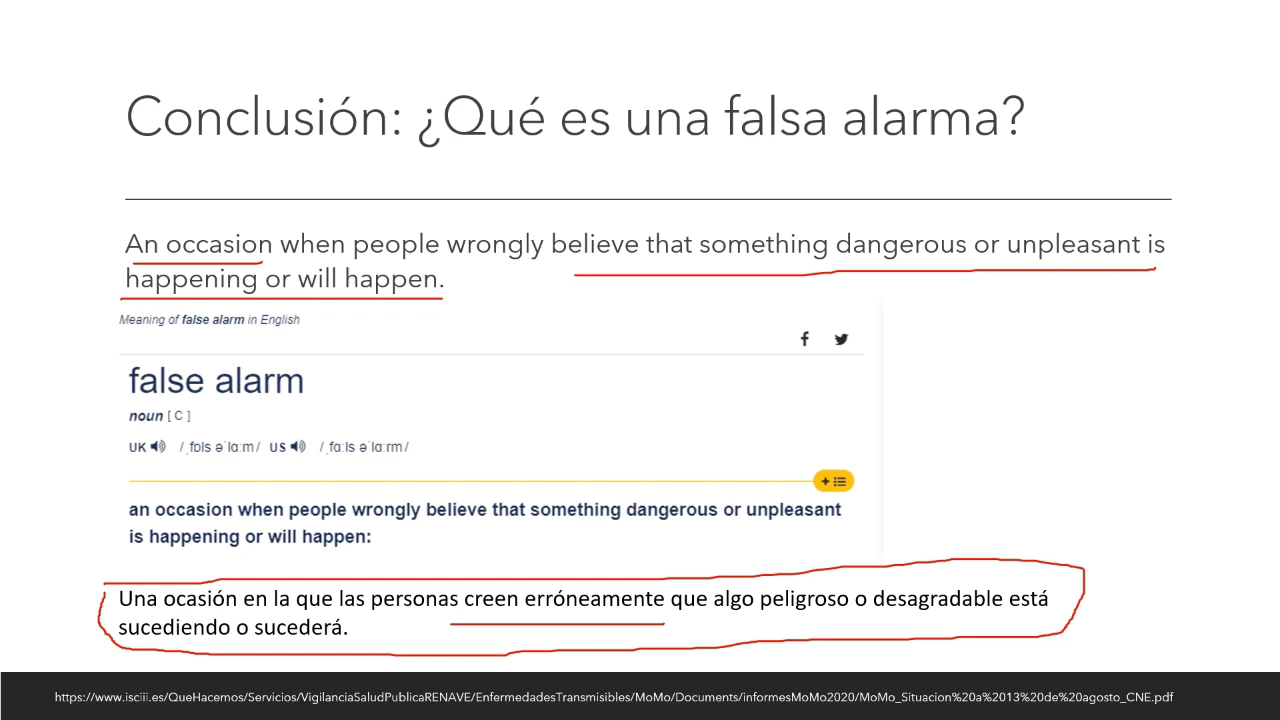 Conclusión: ¿Qué es una falsa alarma?
An occasion when people wrongly believe that something dangerous or unpleasant is
happening or will happen.
Meaning of false alarm in English
false alarm
noun [ C ]
UK /ˌfɒls əˈlɑːm/ US /ˌfɑːls əˈlɑːrm/
an occasion when people wrongly believe that something dangerous or unpleasant
is happening or will happen:
Una ocasión en la que las personas creen erróneamente que algo peligroso o desagradable está
sucediendo o sucederá.
https://www.isciii.es/QueHacemos/Servicios/VigilanciaSaludPublicaRENAVE/EnfermedadesTransmisibles/MoMo/Documents/informesMoMo2020/MoMo_Situacion%20a%2013%20de%20agosto_CNE.pdf